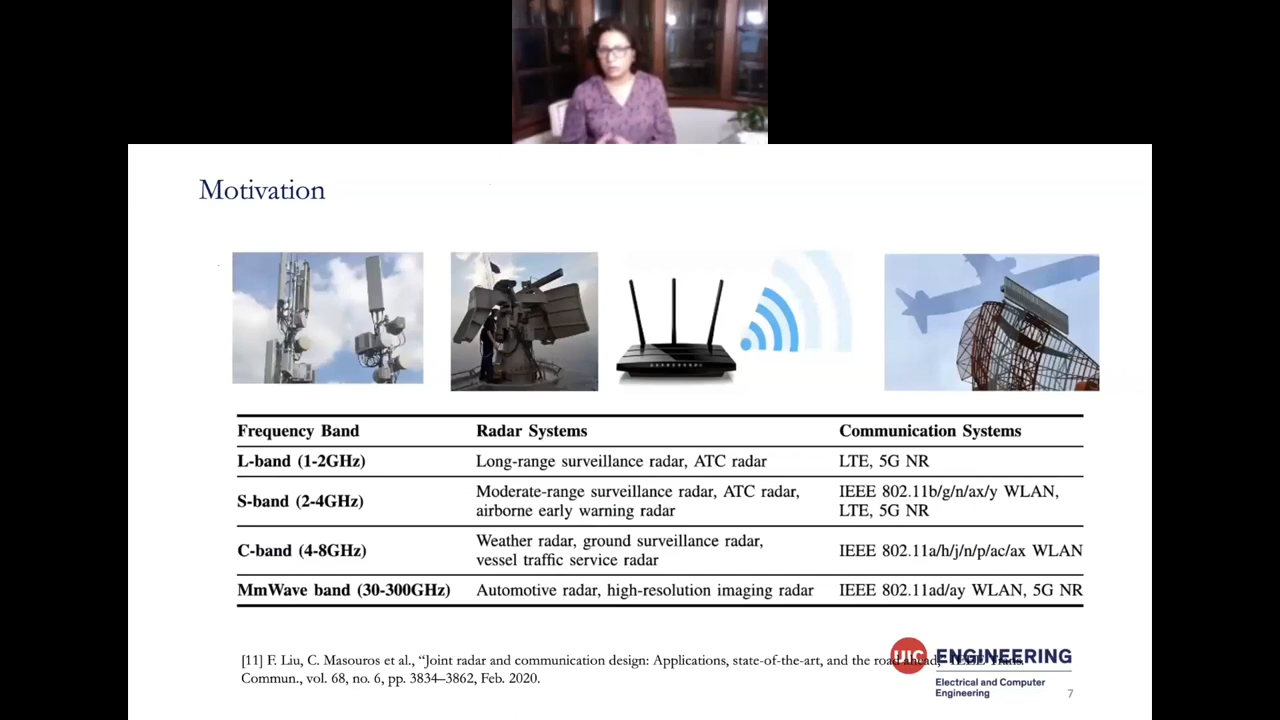 Motivation
Frequency Band Radar Systems Communication Systems
L-band (1-2GHz) Long-range surveillance radar, ATC radar LTE, 5G NR
S-band (2-4GHz) Moderate-range surveillance radar, ATC radar, IEEE 802.11b/g/n/ax/y WLAN,
airborne early warning radar LTE, 5G NR
C-band (4-8GHz) Weather radar, ground surveillance radar, IEEE 802.11a/h/j/n/p/ac/ax WLAN
vessel traffic service radar
MmWave band (30-300GHz) Automotive radar, high-resolution imaging radar IEEE 802.11ad/ay WLAN, 5G NR
[11] F. Liu, C. Masouros et al., “Joint radar and communication design: Applications, state-of-the-art, and the road ahead,” IEEE Trans.
Commun., vol. 68, no. 6, pp. 3834–3862, Feb. 2020.
UIC ENGINEERING
Electrical and Computer
Engineering
7